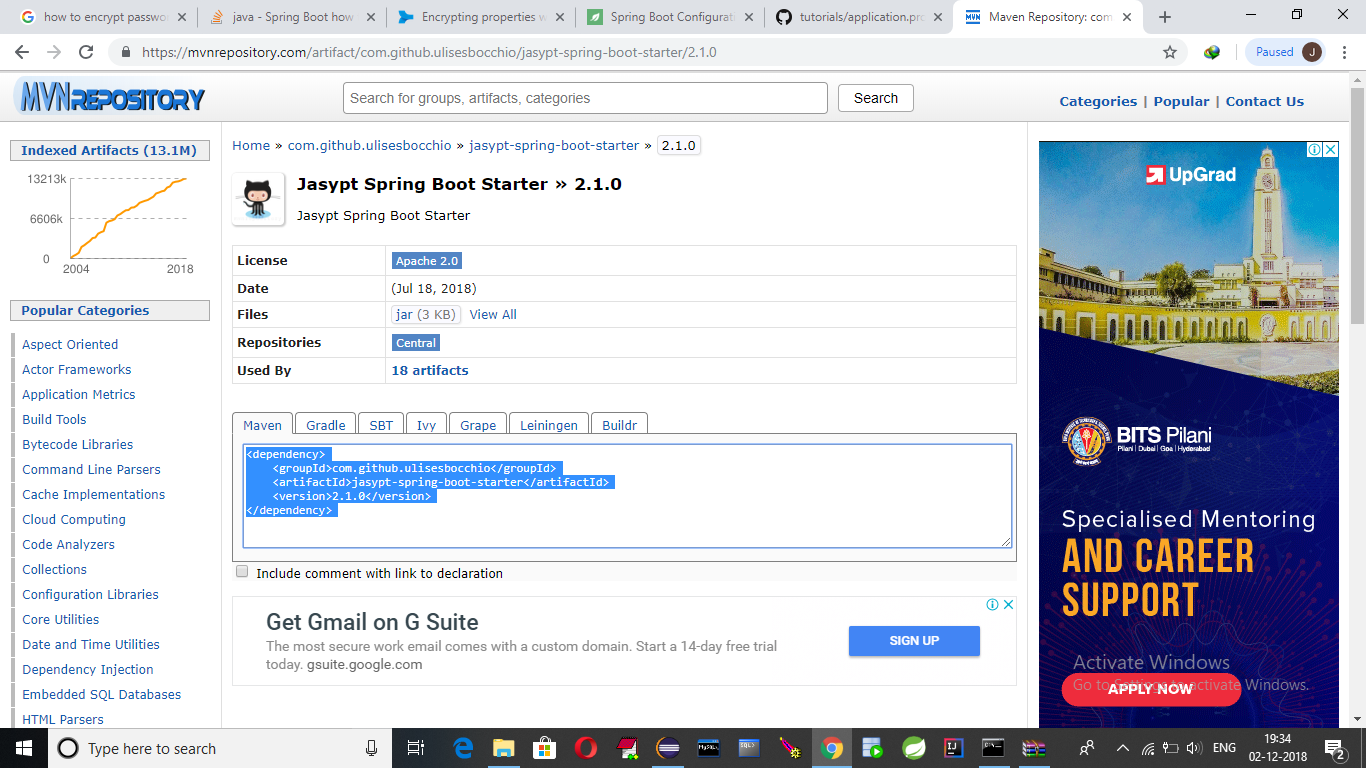 how to encrypt passwo
java - Spring Boot how
Encrypting properties w
Spring Boot Configurat
tutorials/application.pro
Maven Repository: com
https://mvnrepository.com/artifact/com.github.ulisesbocchio/jasypt-spring-boot-starter/2.1.0
Paused J
MVNREPOSITORY
Search for groups, artifacts, categories
Search
Categories | Popular | Contact Us
Indexed Artifacts (13.1M)
13213k
6606k
0
2004 2018
Popular Categories
Aspect Oriented
Actor Frameworks
Application Metrics
Build Tools
Bytecode Libraries
Command Line Parsers
Cache Implementations
Cloud Computing
Code Analyzers
Collections
Configuration Libraries
Core Utilities
Date and Time Utilities
Dependency Injection
Embedded SQL Databases
HTML Parsers
Home » com.github.ulisesbocchio » jasypt-spring-boot-starter » 2.1.0
Jasypt Spring Boot Starter » 2.1.0
Jasypt Spring Boot Starter
License Apache 2.0
Date (Jul 18, 2018)
Files jar (3 KB) View All
Repositories Central
Used By 18 artifacts
Maven Gradle SBT Ivy Grape Leiningen Buildr
<dependency>
<groupId>com.github.ulisesbocchio</groupId>
<artifactId>jasypt-spring-boot-starter</artifactId>
<version>2.1.0</version>
</dependency>
Include comment with link to declaration
Get Gmail on G Suite
The most secure work email comes with a custom domain. Start a 14-day free trial
today. gsuite.google.com
SIGN UP
UpGrad
BITS Pilani
Pilani | Dubai | Goa | Hyderabad
Specialised Mentoring
AND CAREER
SUPPORT
Activate Windows
Go to Settings to activate Windows.
APPLY NOW
Type here to search
ENG
19:34
02-12-2018
2